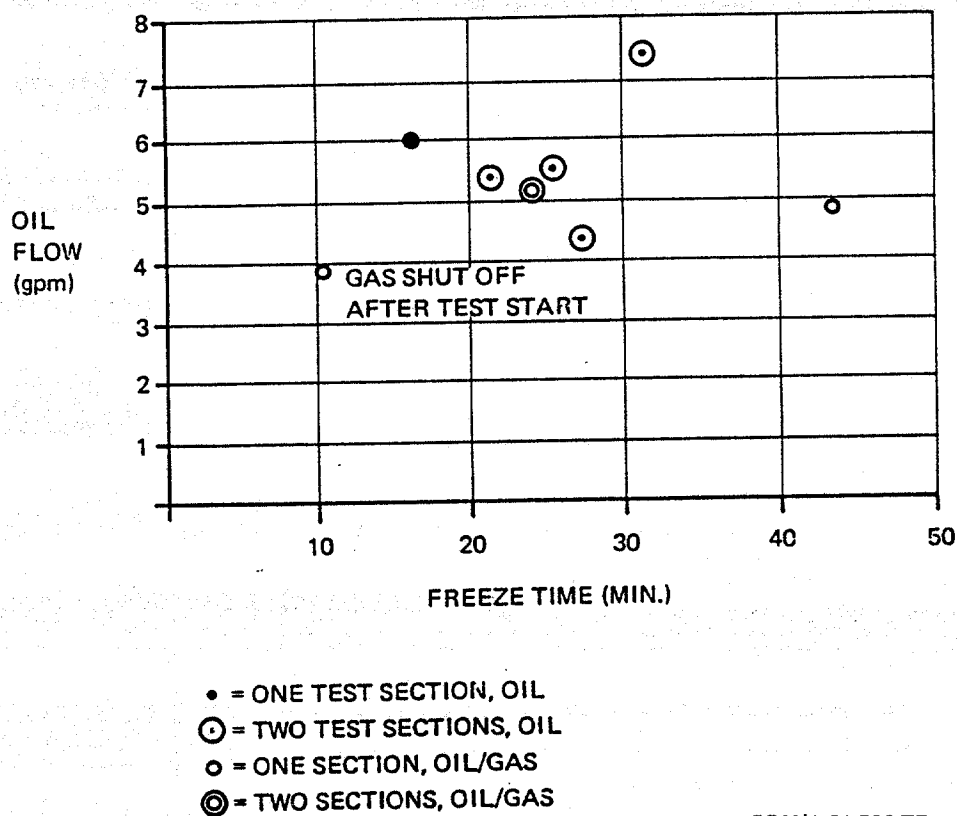 8
7
6
5
4
3
2
1
OIL
FLOW
(gpm)
GAS SHUT OFF
AFTER TEST START
10 20 30 40 50
FREEZE TIME (MIN.)
= ONE TEST SECTION, OIL
= TWO TEST SECTIONS, OIL
= ONE SECTION, OIL/GAS
= TWO SECTIONS, OIL/GAS